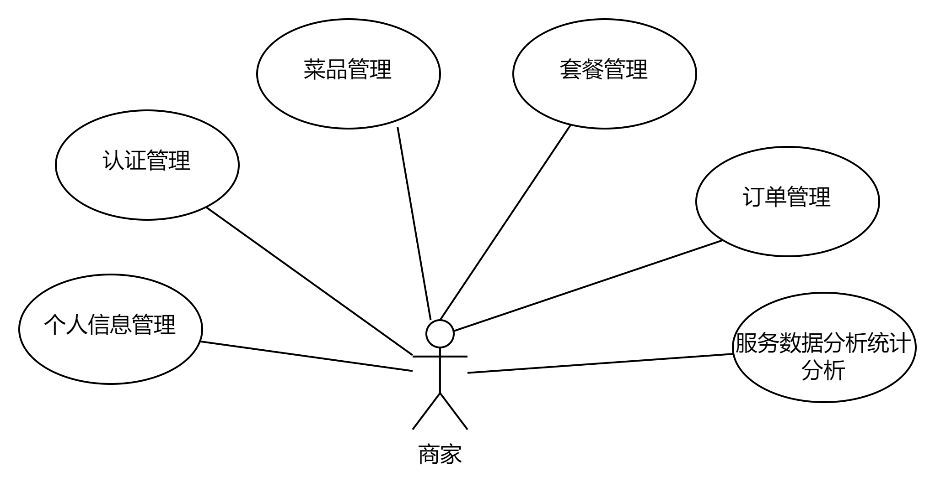 菜品管理
套餐管理
认证管理
订单管理
个人信息管理
服务数据分析统计
分析
商家